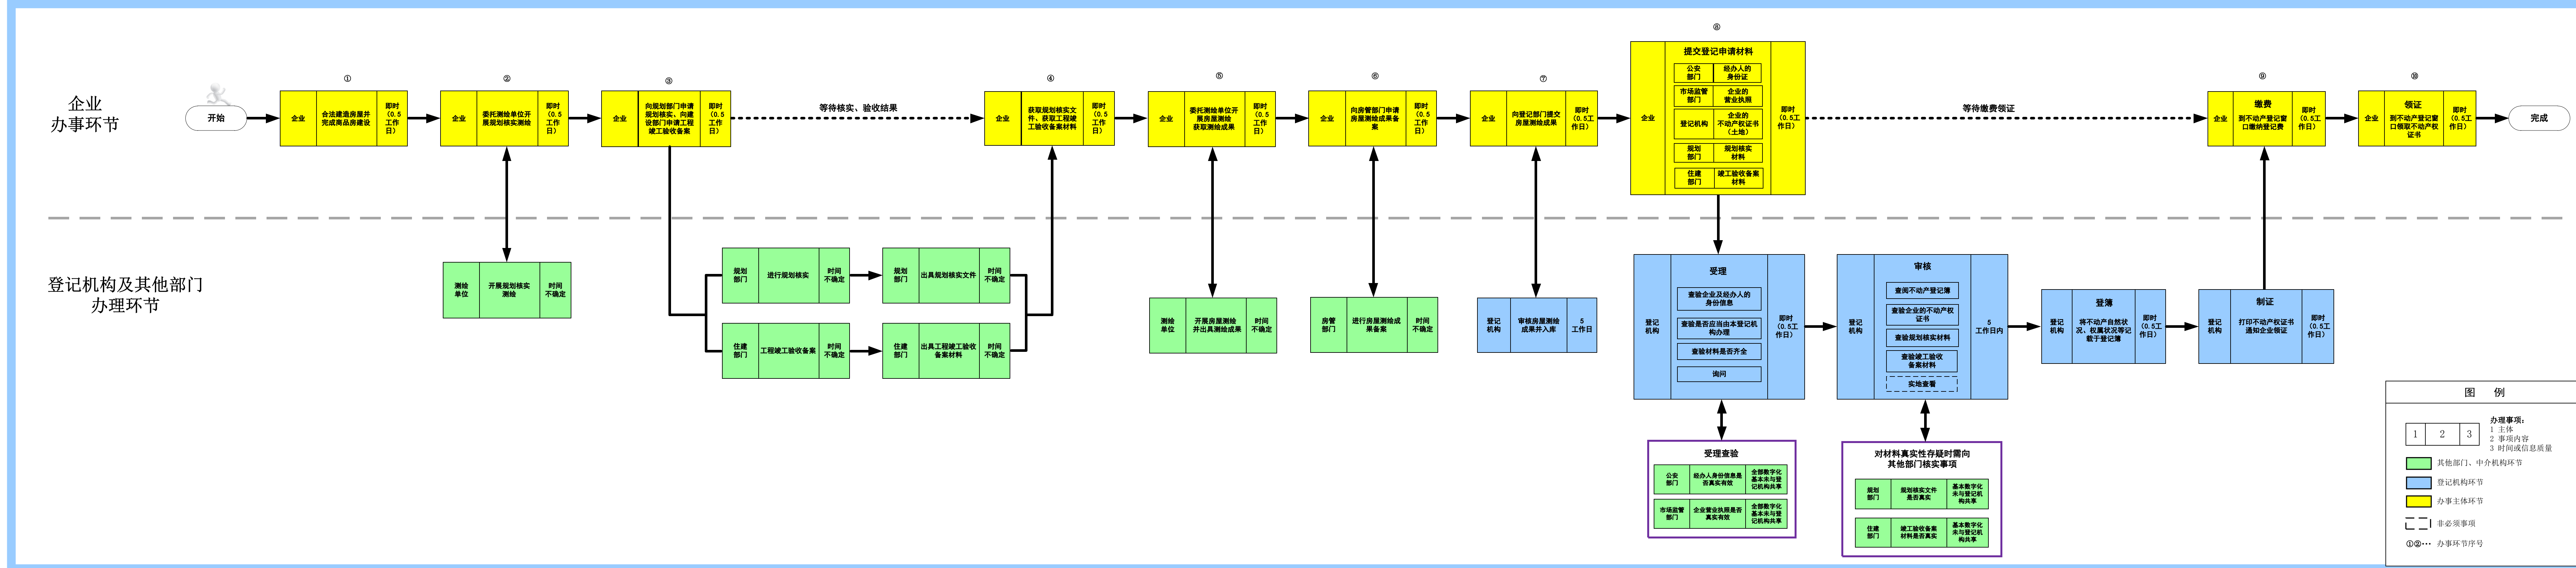 企业
办事环节
开始
①
企业
合法建造房屋并
完成商品房建设
即时
（0.5
工作
日）
②
企业
委托测绘单位开
展规划核实测绘
即时
（0.5
工作
日）
③
企业
向规划部门申请
规划核实、向建
设部门申请工程
竣工验收备案
即时
（0.5
工作
日）
等待核实、验收结果
④
企业
获取规划核实文
件、获取工程竣
工验收备案材料
即时
（0.5
工作
日）
⑤
企业
委托测绘单位开
展房屋测绘
获取测绘成果
即时
（0.5
工作
日）
⑥
企业
向房管部门申请
房屋测绘成果备
案
即时
（0.5
工作
日）
⑦
企业
向登记部门提交
房屋测绘成果
即时
（0.5工
作日）
⑧
企业
提交登记申请材料
公安
部门
经办人的
身份证
市场监管
部门
企业的
营业执照
登记机构
企业的
不动产权证书
（土地）
规划
部门
规划核实
材料
住建
部门
竣工验收备案
材料
即时
（0.5工
作日）
等待缴费领证
⑨
企业
缴费
到不动产登记窗
口缴纳登记费
即时
（0.5工
作日）
⑩
企业
领证
到不动产登记窗
口领取不动产权
证书
即时
（0.5工
作日）
完成
登记机构及其他部门
办理环节
测绘
单位
开展规划核实
测绘
时间
不确定
规划
部门
进行规划核实
时间
不确定
规划
部门
出具规划核实文件
时间
不确定
住建
部门
工程竣工验收备案
时间
不确定
住建
部门
出具工程竣工验收
备案材料
时间
不确定
测绘
单位
开展房屋测绘
并出具测绘成果
时间
不确定
房管
部门
进行房屋测绘成
果备案
时间
不确定
登记
机构
审核房屋测绘
成果并入库
5
工作日
登记
机构
受理
查验企业及经办人的
身份信息
查验是否应当由本登记机
构办理
查验材料是否齐全
询问
即时
（0.5工
作日）
登记
机构
审核
查阅不动产登记簿
查验企业的不动产权
证书
查验规划核实材料
查验竣工验收
备案材料
实地查看
5
工作日内
登记
机构
登簿
将不动产自然状
况、权属状况等记
载于登记簿
即时
（0.5工
作日）
登记
机构
制证
打印不动产权证书
通知企业领证
即时
（0.5工
作日）
受理查验
公安
部门
经办人身份信息是
否真实有效
全部数字化
基本未与登
记机构共享
市场监管
部门
企业营业执照是否
真实有效
全部数字化
基本未与登
记机构共享
对材料真实性存疑时需向
其他部门核实事项
规划
部门
规划核实文件
是否真实
基本数字化
未与登记机
构共享
住建
部门
竣工验收备案
材料是否真实
基本数字化
未与登记机
构共享
图 例
1 2 3
办理事项：
1 主体
2 事项内容
3 时间或信息质量
其他部门、中介机构环节
登记机构环节
办事主体环节
非必须事项
①②··· 办事环节序号